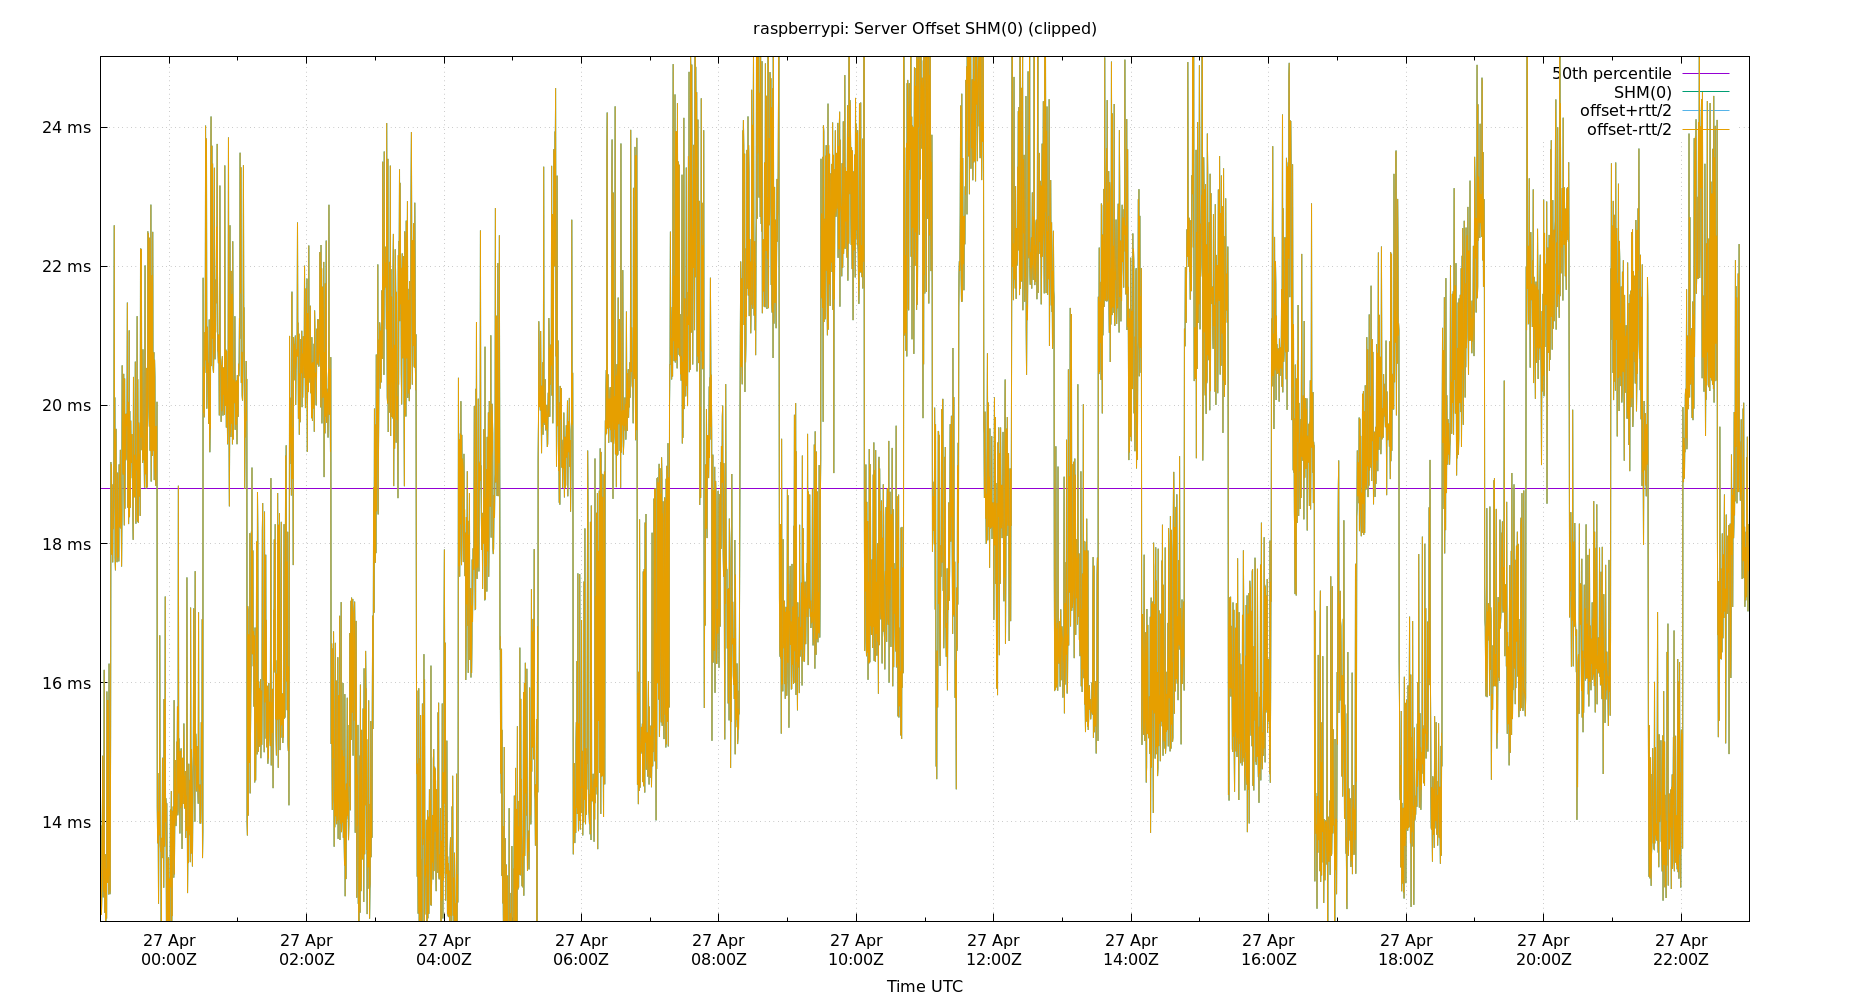 raspberrypi: Server Offset SHM(0) (clipped)
50th percentile
SHM(0)
offset+rtt/2
offset-rtt/2
24 ms
22 ms
20 ms
18 ms
16 ms
14 ms
27 Apr 27 Apr 27 Apr 27 Apr 27 Apr 27 Apr 27 Apr 27 Apr 27 Apr 27 Apr 27 Apr 27 Apr
00:00Z 02:00Z 04:00Z 06:00Z 08:00Z 10:00Z 12:00Z 14:00Z 16:00Z 18:00Z 20:00Z 22:00Z
Time UTC